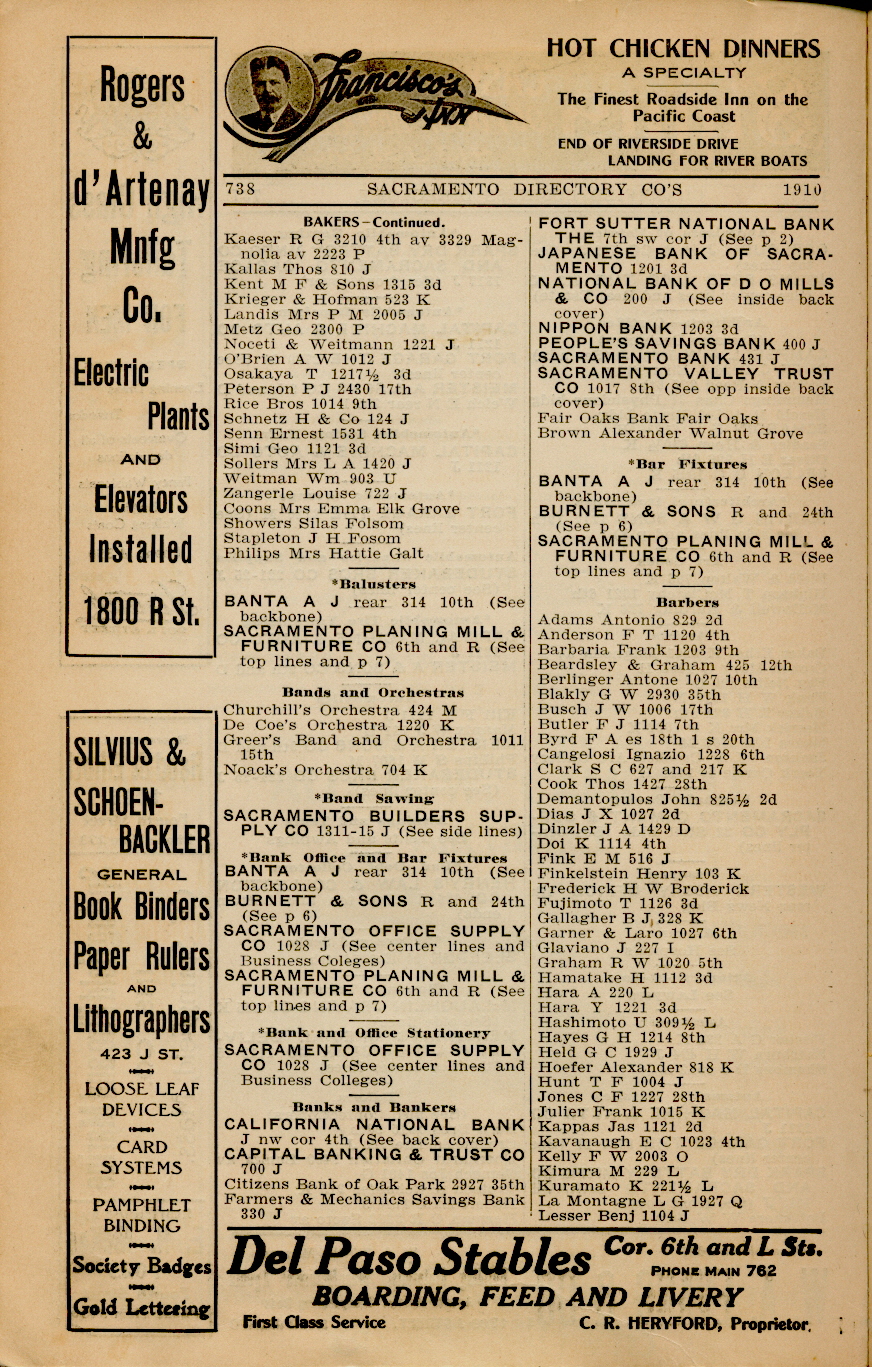 Rogers
&
d'Artenay
Mnfg
Co.
Electric
Plants
AND
Elevators
Installed
1800 R St.
SILVIUS &
SCHOEN-
BACKLER
GENERAL
Book Binders
Paper Rulers
AND
Lithographers
423 J ST.
LOOSE LEAF
DEVICES
CARD
SYSTEMS
PAMPHLET
BINDING
Society Badges
Gold Lettering
Francisco's
Inn
HOT CHICKEN DINNERS
A SPECIALTY
The Finest Roadside Inn on the
Pacific Coast
END OF RIVERSIDE DRIVE
LANDING FOR RIVER BOATS
738 SACRAMENTO DIRECTORY CO'S 1910
BAKERS—Continued.
Kaeser R G 3210 4th av 3329 Mag-
nolia av 2223 P
Kallas Thos 810 J
Kent M F & Sons 1315 3d
Krieger & Hofman 523 K
Landis Mrs P M 2005 J
Metz Geo 2300 P
Noceti & Weitmann 1221 J
O'Brien A W 1012 J
Osakaya T 1217½ 3d
Peterson P J 2430 17th
Rice Bros 1014 9th
Schnetz H & Co 124 J
Senn Ernest 1531 4th
Simi Geo 1121 3d
Sollers Mrs L A 1420 J
Weitman Wm 903 U
Zangerle Louise 722 J
Coons Mrs Emma Elk Grove
Showers Silas Folsom
Stapleton J H Fosom
Philips Mrs Hattie Galt
*Balusters
BANTA A J rear 314 10th (See
backbone)
SACRAMENTO PLANING MILL &
FURNITURE CO 6th and R (See
top lines and p 7)
Bands and Orchestras
Churchill's Orchestra 424 M
De Coe's Orchestra 1220 K
Greer's Band and Orchestra 1011
15th
Noack's Orchestra 704 K
*Band Sawing
SACRAMENTO BUILDERS SUP-
PLY CO 1311-15 J (See side lines)
*Bank Office and Bar Fixtures
BANTA A J rear 314 10th (See
backbone)
BURNETT & SONS R and 24th
(See p 6)
SACRAMENTO OFFICE SUPPLY
CO 1028 J (See center lines and
Business Coleges)
SACRAMENTO PLANING MILL &
FURNITURE CO 6th and R (See
top lines and p 7)
*Bank and Office Stationery
SACRAMENTO OFFICE SUPPLY
CO 1028 J (See center lines and
Business Colleges)
Banks and Bankers
CALIFORNIA NATIONAL BANK
J nw cor 4th (See back cover)
CAPITAL BANKING & TRUST CO
700 J
Citizens Bank of Oak Park 2927 35th
Farmers & Mechanics Savings Bank
330 J
FORT SUTTER NATIONAL BANK
THE 7th sw cor J (See p 2)
JAPANESE BANK OF SACRA-
MENTO 1201 3d
NATIONAL BANK OF D O MILLS
& CO 200 J (See inside back
cover)
NIPPON BANK 1203 3d
PEOPLE'S SAVINGS BANK 400 J
SACRAMENTO BANK 431 J
SACRAMENTO VALLEY TRUST
CO 1017 8th (See opp inside back
cover)
Fair Oaks Bank Fair Oaks
Brown Alexander Walnut Grove
*Bar Fixtures
BANTA A J rear 314 10th (See
backbone)
BURNETT & SONS R and 24th
(See p 6)
SACRAMENTO PLANING MILL &
FURNITURE CO 6th and R (See
top lines and p 7)
Barbers
Adams Antonio 829 2d
Anderson F T 1120 4th
Barbaria Frank 1203 9th
Beardsley & Graham 425 12th
Berlinger Antone 1027 10th
Blakly G W 2930 35th
Busch J W 1006 17th
Butler F J 1114 7th
Byrd F A es 18th 1 s 20th
Cangelosi Ignazio 1228 6th
Clark S C 627 and 217 K
Cook Thos 1427 28th
Demantopulos John 825½ 2d
Dias J X 1027 2d
Dinzler J A 1429 D
Doi K 1114 4th
Fink E M 516 J
Finkelstein Henry 103 K
Frederick H W Broderick
Fujimoto T 1126 3d
Gallagher B J 328 K
Garner & Laro 1027 6th
Glaviano J 227 I
Graham R W 1020 5th
Hamatake H 1112 3d
Hara A 220 L
Hara Y 1221 3d
Hashimoto U 309½ L
Hayes G H 1214 8th
Held G C 1929 J
Hoefer Alexander 818 K
Hunt T F 1004 J
Jones C F 1227 28th
Julier Frank 1015 K
Kappas Jas 1121 2d
Kavanaugh E C 1023 4th
Kelly F W 2003 O
Kimura M 229 L
Kuramato K 221½ L
La Montagne L G 1927 Q
Lesser Benj 1104 J
Del Paso Stables Cor. 6th and L Sts.
PHONE MAIN 762
BOARDING, FEED AND LIVERY
First Class Service C. R. HERYFORD, Proprietor.